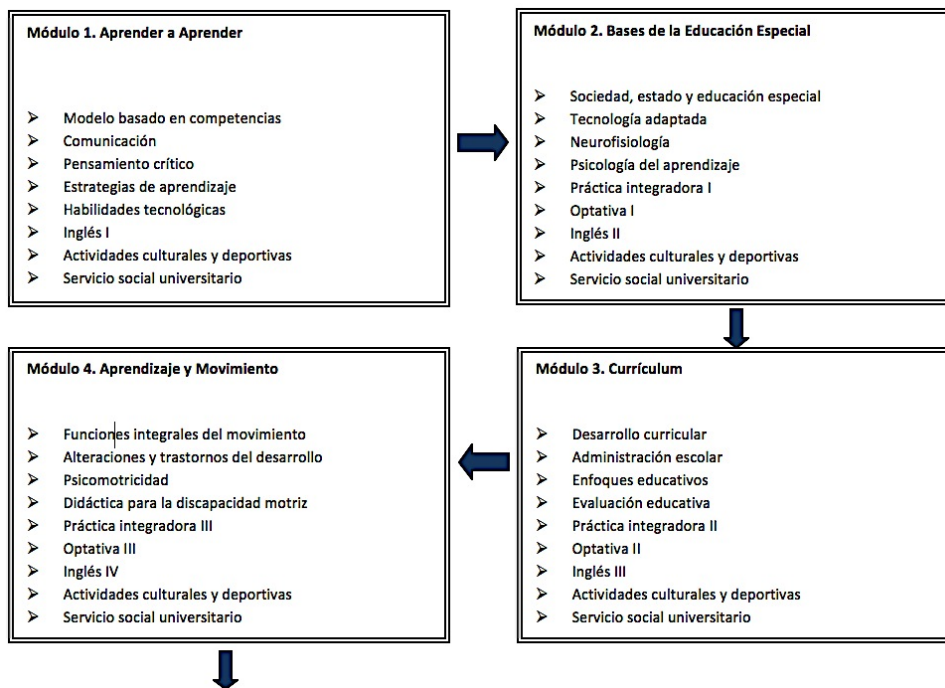 Módulo 1. Aprender a Aprender
➢ Modelo basado en competencias
➢ Comunicación
➢ Pensamiento crítico
➢ Estrategias de aprendizaje
➢ Habilidades tecnológicas
➢ Inglés I
➢ Actividades culturales y deportivas
➢ Servicio social universitario
Módulo 2. Bases de la Educación Especial
➢ Sociedad, estado y educación especial
➢ Tecnología adaptada
➢ Neurofisiología
➢ Psicología del aprendizaje
➢ Práctica integradora I
➢ Optativa I
➢ Inglés II
➢ Actividades culturales y deportivas
➢ Servicio social universitario
Módulo 3. Currículum
➢ Desarrollo curricular
➢ Administración escolar
➢ Enfoques educativos
➢ Evaluación educativa
➢ Práctica integradora II
➢ Optativa II
➢ Inglés III
➢ Actividades culturales y deportivas
➢ Servicio social universitario
Módulo 4. Aprendizaje y Movimiento
➢ Funciones integrales del movimiento
➢ Alteraciones y trastornos del desarrollo
➢ Psicomotricidad
➢ Didáctica para la discapacidad motriz
➢ Práctica integradora III
➢ Optativa III
➢ Inglés IV
➢ Actividades culturales y deportivas
➢ Servicio social universitario